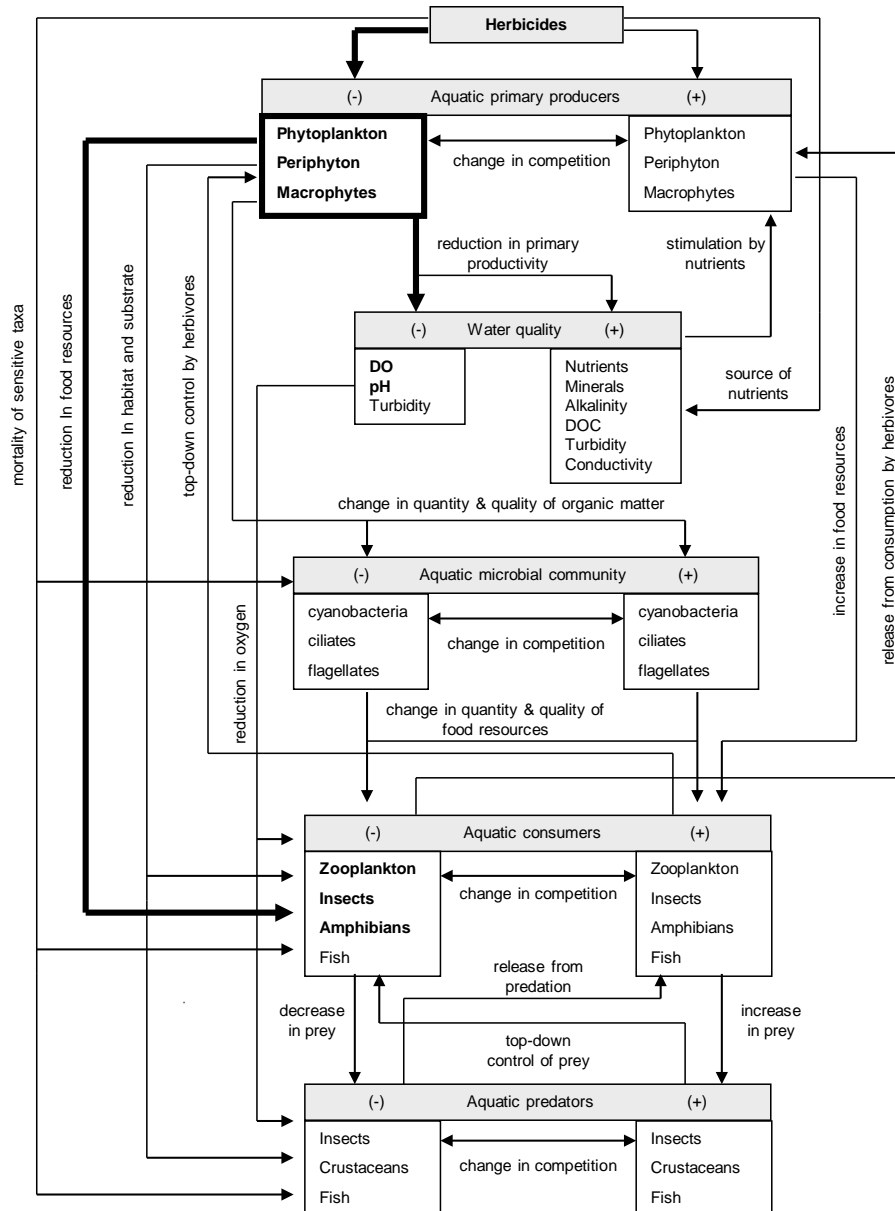 Herbicides
(-) Aquatic primary producers (+)
Phytoplankton
Periphyton
Macrophytes
change in competition
Phytoplankton
Periphyton
Macrophytes
reduction in primary
productivity
stimulation by
nutrients
(-) Water quality (+)
DO
pH
Turbidity
Nutrients
Minerals
Alkalinity
DOC
Turbidity
Conductivity
source of
nutrients
mortality of sensitive taxa
reduction In food resources
reduction In habitat and substrate
top-down control by herbivores
reduction in oxygen
increase in food resources
release from consumption by herbivores
change in quantity & quality of organic matter
(-) Aquatic microbial community (+)
cyanobacteria
ciliates
flagellates
change in competition
cyanobacteria
ciliates
flagellates
change in quantity & quality of
food resources
(-) Aquatic consumers (+)
Zooplankton
Insects
Amphibians
Fish
change in competition
Zooplankton
Insects
Amphibians
Fish
release from
predation
decrease
in prey
top-down
control of prey
increase
in prey
(-) Aquatic predators (+)
Insects
Crustaceans
Fish
change in competition
Insects
Crustaceans
Fish